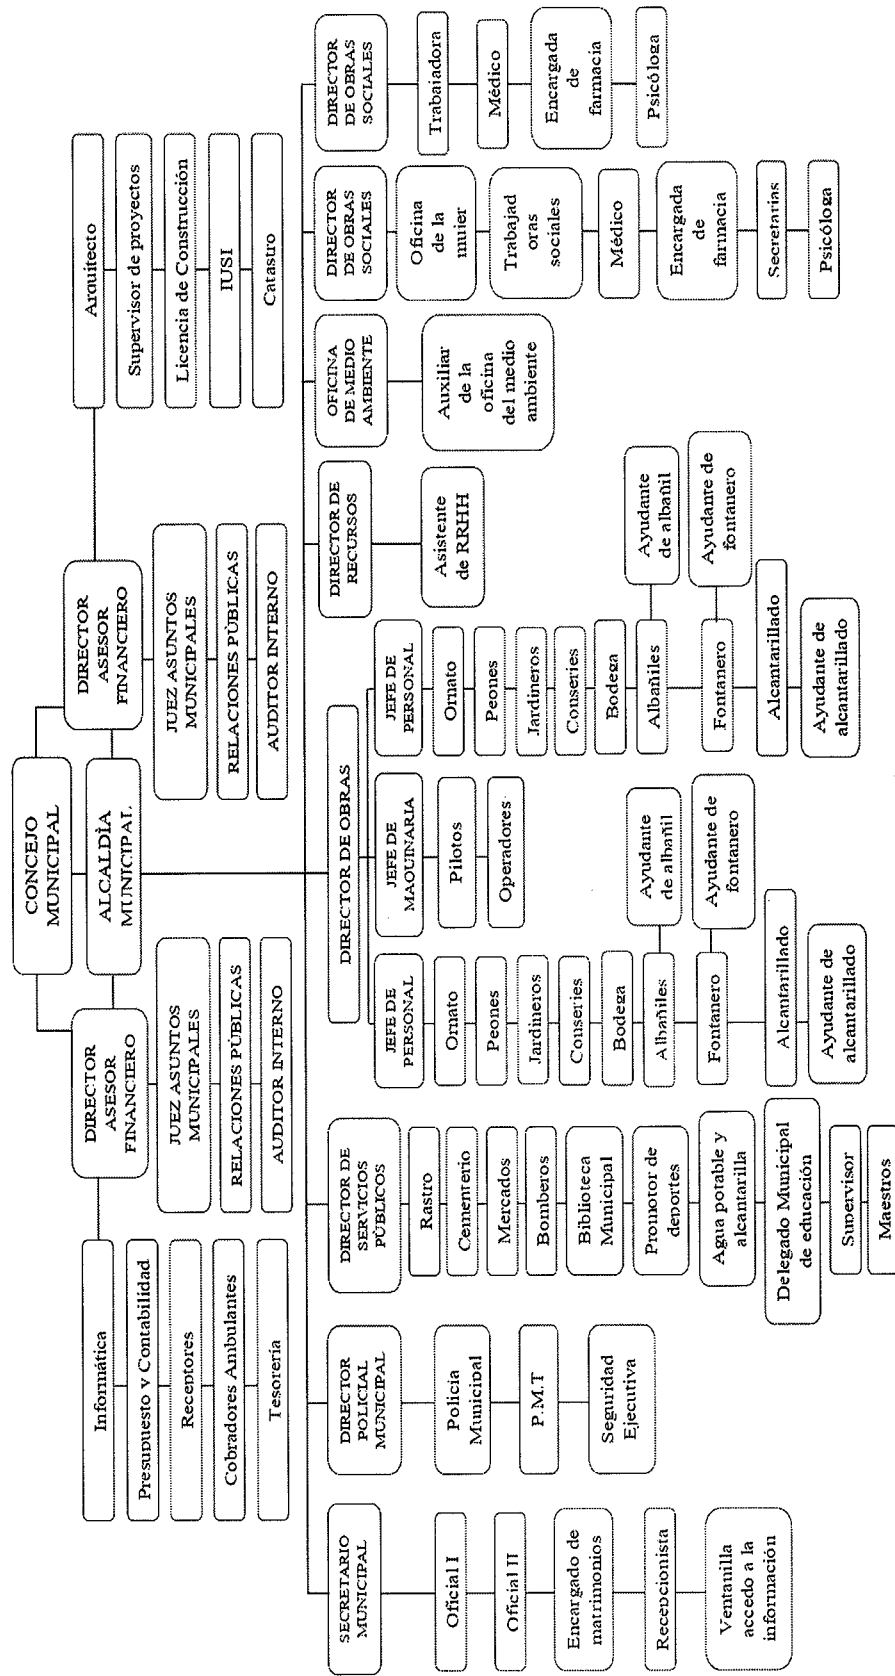 CONCEJO
MUNICIPAL
DIRECTOR
ASESOR
FINANCIERO
ALCALDÍA
MUNICIPAL
DIRECTOR
ASESOR
FINANCIERO
Informática
Presupuesto y Contabilidad
Receptores
Cobradores Ambulantes
Tesorería
JUEZ ASUNTOS
MUNICIPALES
RELACIONES PÚBLICAS
AUDITOR INTERNO
JUEZ ASUNTOS
MUNICIPALES
RELACIONES PÚBLICAS
AUDITOR INTERNO
Arquitecto
Supervisor de proyectos
Licencia de Construcción
IUSI
Catastro
SECRETARIO
MUNICIPAL
Oficial I
Oficial II
Encargado de
matrimonios
Recepcionista
Ventanilla
accedo a la
información
DIRECTOR
POLICIAL
MUNICIPAL
Policía
Municipal
P.M.T
Seguridad
Ejecutiva
DIRECTOR DE
SERVICIOS
PÚBLICOS
Rastro
Cementerio
Mercados
Bomberos
Biblioteca
Municipal
Promotor de
deportes
Agua potable y
alcantarilla
Delegado Municipal
de educación
Supervisor
Maestros
DIRECTOR DE OBRAS
JEFE DE
PERSONAL
Ornato
Peones
Jardineros
Conseries
Bodega
Albañiles
Ayudante
de albañil
Fontanero
Ayudante de
fontanero
Alcantarillado
Ayudante de
alcantarillado
JEFE DE
MAQUINARIA
Pilotos
Operadores
JEFE DE
PERSONAL
Ornato
Peones
Jardineros
Conseries
Bodega
Albañiles
Ayudante
de albañil
Fontanero
Ayudante de
fontanero
Alcantarillado
Ayudante de
alcantarillado
DIRECTOR DE
RECURSOS
Asistente
de RRHH
OFICINA
DE MEDIO
AMBIENTE
Auxiliar
de la
oficina
del medio
ambiente
DIRECTOR
DE OBRAS
SOCIALES
Oficina
de la
mujer
Trabajad
oras
sociales
Médico
Encargada
de
farmacia
Secretarias
Psicóloga
DIRECTOR
DE OBRAS
SOCIALES
Trabajadora
Médico
Encargada
de
farmacia
Psicóloga